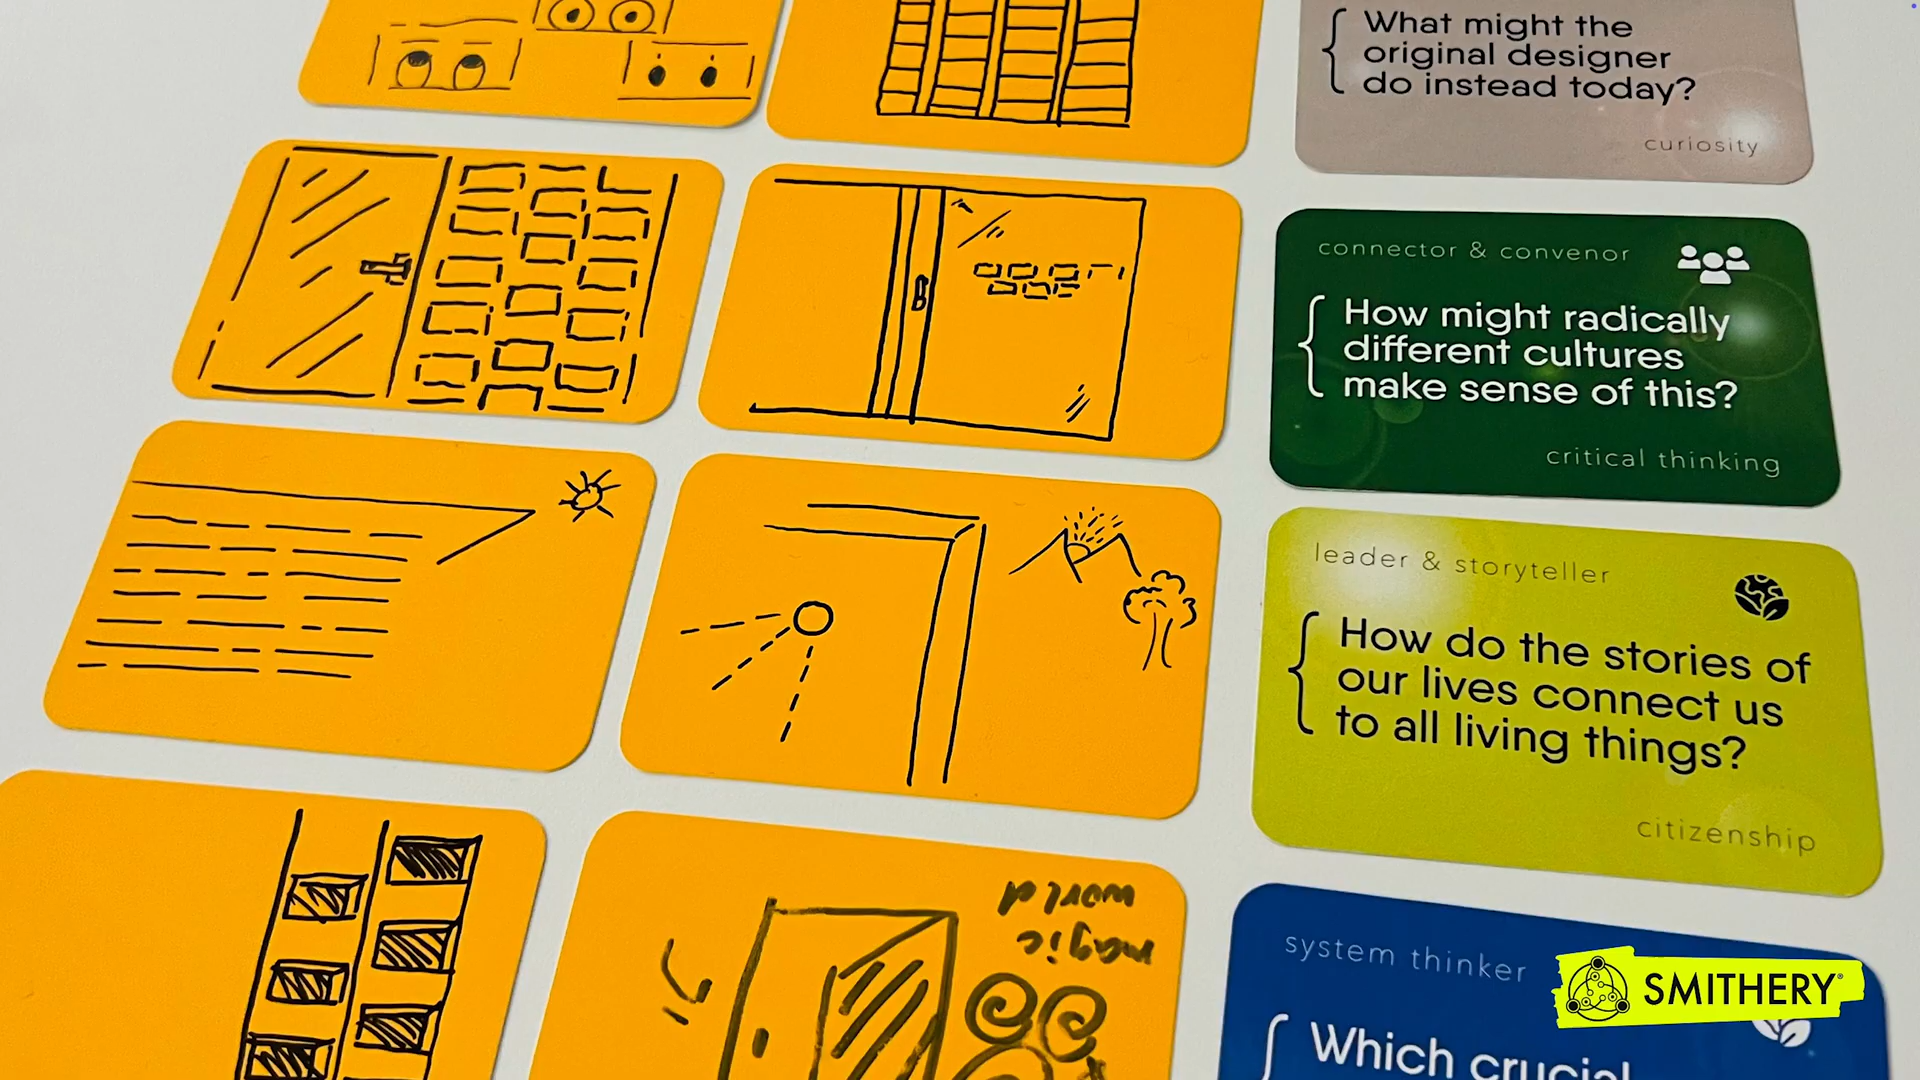 What might the
original designer
do instead today?
curiosity
connector & convenor
How might radically
different cultures
make sense of this?
critical thinking
leader & storyteller
How do the stories of
our lives connect us
to all living things?
citizenship
magic
world
system thinker
Which crucial
SMITHERY